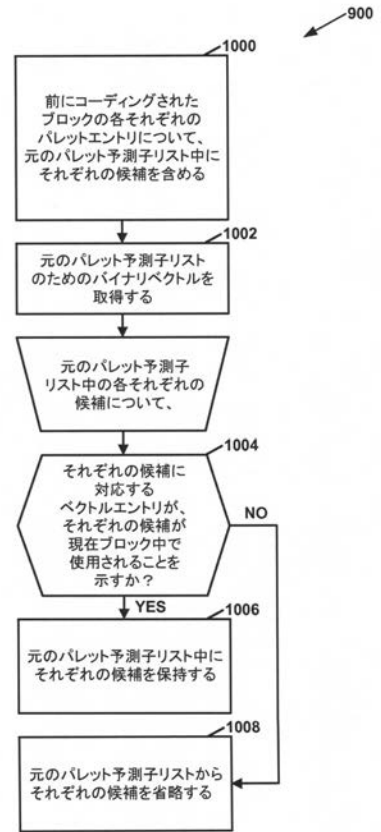 900
1000
前にコーディングされた
ブロックの各それぞれの
パレットエントリについて、
元のパレット予測子リスト中に
それぞれの候補を含める
1002
元のパレット予測子リスト
のためのバイナリベクトルを
取得する
元のパレット予測子
リスト中の各それぞれの
候補について、
1004
それぞれの候補に
対応する
ベクトルエントリが、
それぞれの候補が
現在ブロック中で
使用されることを
示すか？
NO
YES
1006
元のパレット予測子リスト中に
それぞれの候補を保持する
1008
元のパレット予測子リストから
それぞれの候補を省略する